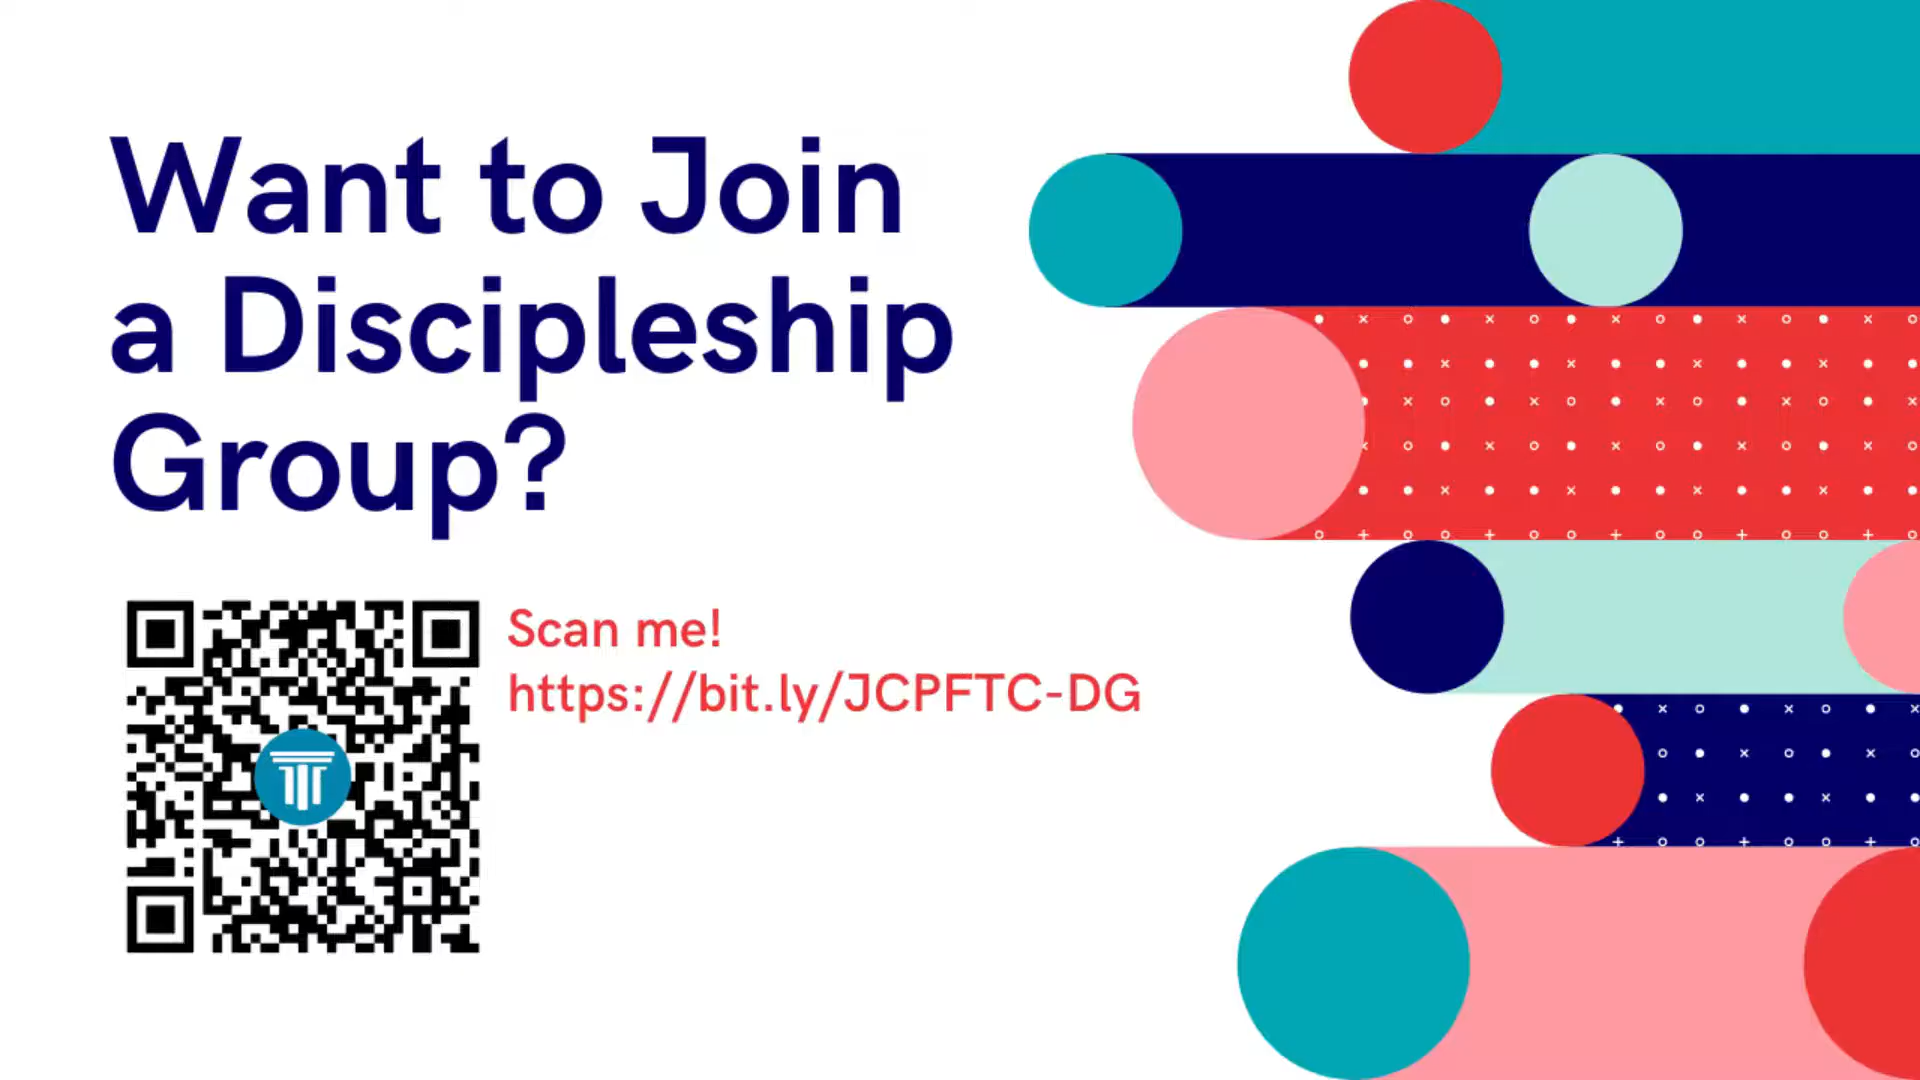 Want to Join
a Discipleship
Group?
Scan me!
https://bit.ly/JCPFTC-DG